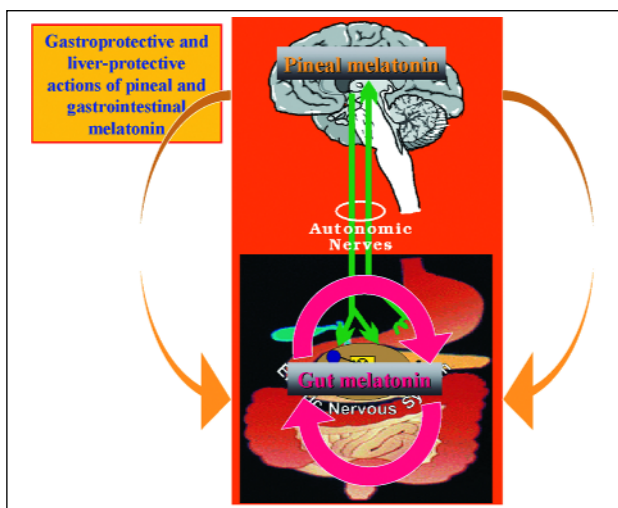 Gastroprotective and
liver-protective
actions of pineal and
gastrointestinal
melatonin
Pineal melatonin
Autonomic
Nerves
Gut melatonin
Nervous